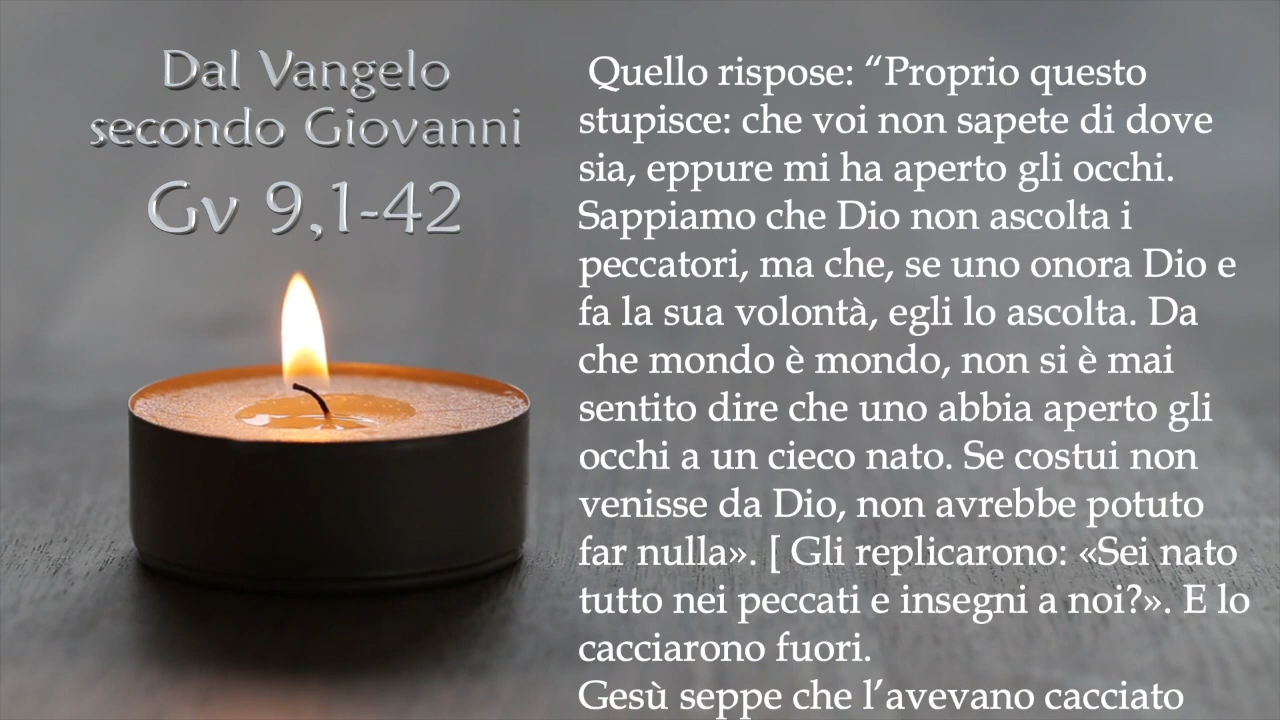 Dal Vangelo
secondo Giovanni
Gv 9,1-42
Quello rispose: “Proprio questo
stupisce: che voi non sapete di dove
sia, eppure mi ha aperto gli occhi.
Sappiamo che Dio non ascolta i
peccatori, ma che, se uno onora Dio e
fa la sua volontà, egli lo ascolta. Da
che mondo è mondo, non si è mai
sentito dire che uno abbia aperto gli
occhi a un cieco nato. Se costui non
venisse da Dio, non avrebbe potuto
far nulla». [ Gli replicarono: «Sei nato
tutto nei peccati e insegni a noi?». E lo
cacciarono fuori.
Gesù seppe che l’avevano cacciato